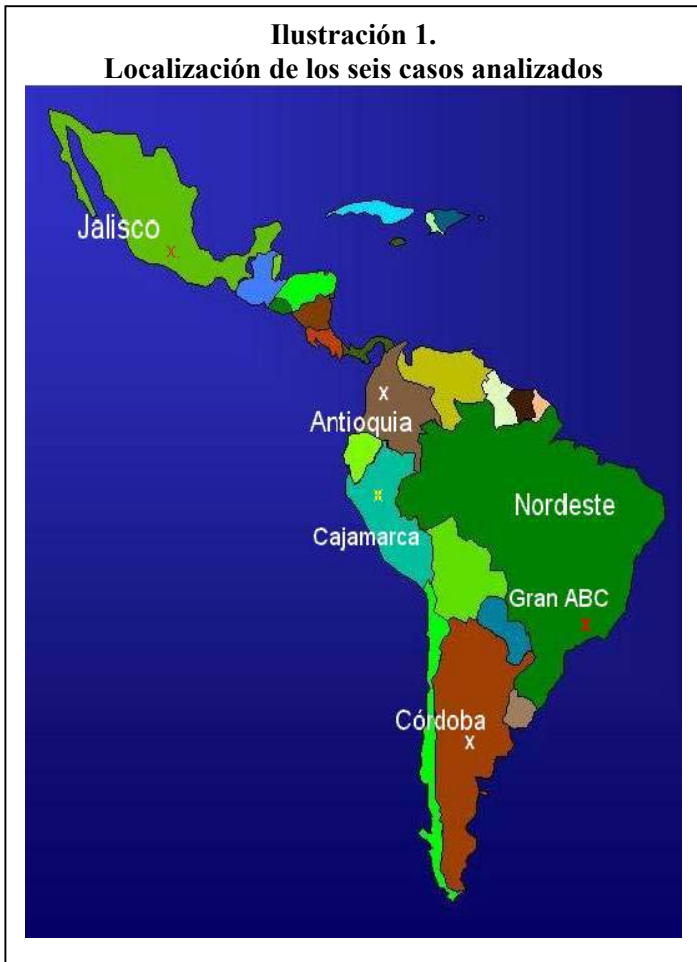 Ilustración 1.
Localización de los seis casos analizados
Jalisco
x
x
Antioquia
x
Cajamarca
Nordeste
Gran ABC
x
Córdoba
x